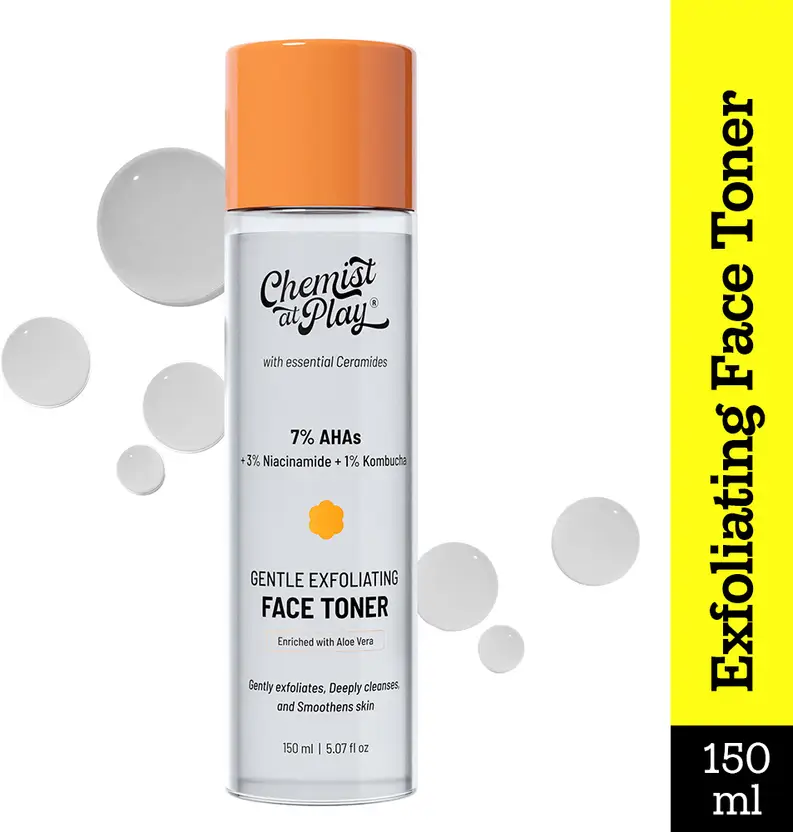 Chemist
at Play®
with essential Ceramides
7% AHAs
+3% Niacinamide + 1% Kombucha
GENTLE EXFOLIATING
FACE TONER
Enriched with Aloe Vera
Gently exfoliates, Deeply cleanses,
and Smoothens skin
150 ml | 5.07 fl oz
Exfoliating Face Toner
150
ml